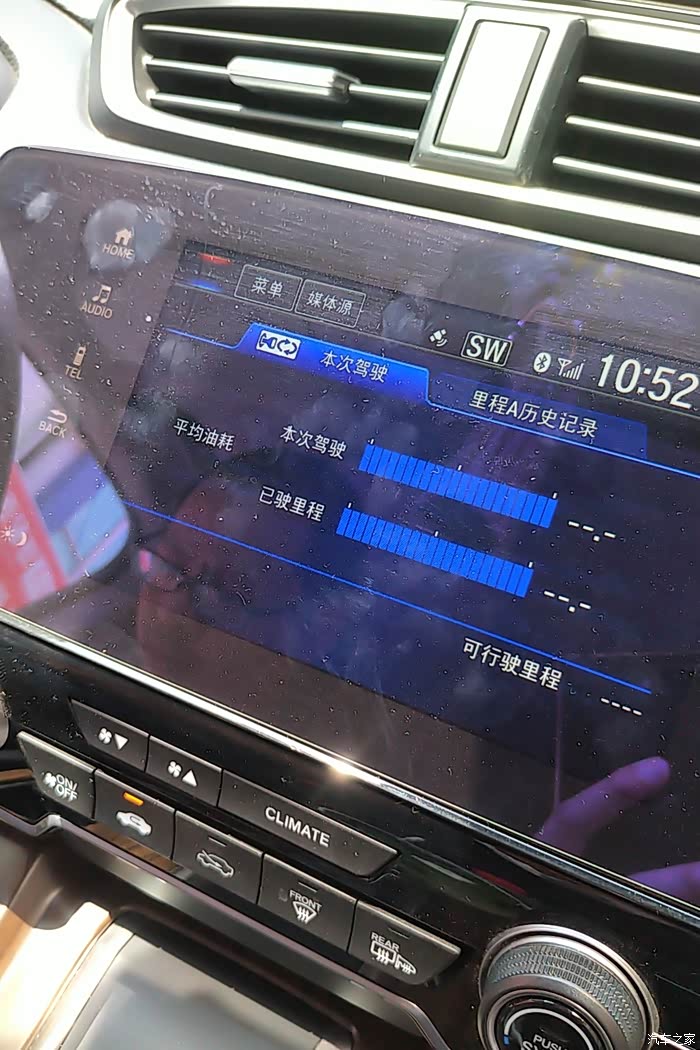 HOME
AUDIO
TEL
BACK
菜单
媒体源
SW
10:52
本次驾驶
里程A历史记录
平均油耗
本次驾驶
--.-
已驶里程
--.-
可行驶里程
----
ON/
OFF
CLIMATE
FRONT
REAR
PUSH
汽车之家